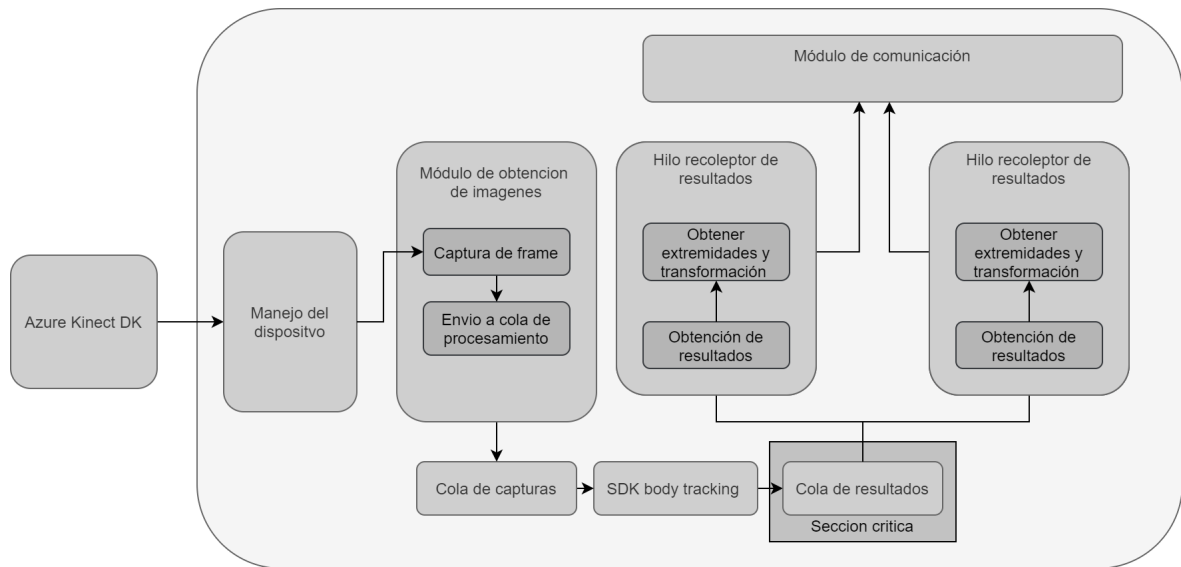 Módulo de comunicación
Módulo de obtencion
de imagenes
Hilo recoleptor de
resultados
Hilo recoleptor de
resultados
Captura de frame
Envio a cola de
procesamiento
Obtener
extremidades y
transformación
Obtención de
resultados
Obtener
extremidades y
transformación
Obtención de
resultados
Azure Kinect DK
Manejo del
dispositvo
Cola de capturas
SDK body tracking
Cola de resultados
Seccion critica